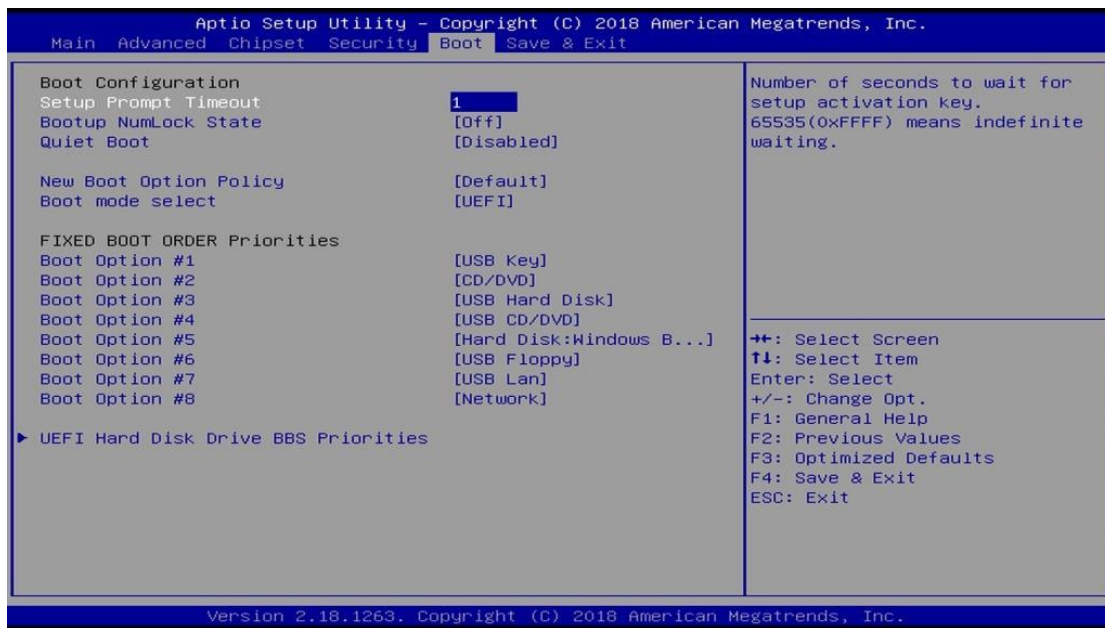 Aptio Setup Utility – Copyright (C) 2018 American Megatrends, Inc.
Main Advanced Chipset Security Boot Save & Exit
Boot Configuration
Setup Prompt Timeout 1
Bootup NumLock State [Off]
Quiet Boot [Disabled]
New Boot Option Policy [Default]
Boot mode select [UEFI]
FIXED BOOT ORDER Priorities
Boot Option #1 [USB Key]
Boot Option #2 [CD/DVD]
Boot Option #3 [USB Hard Disk]
Boot Option #4 [USB CD/DVD]
Boot Option #5 [Hard Disk:Windows B...]
Boot Option #6 [USB Floppy]
Boot Option #7 [USB Lan]
Boot Option #8 [Network]
▶ UEFI Hard Disk Drive BBS Priorities
Number of seconds to wait for
setup activation key.
65535(0xFFFF) means indefinite
waiting.
→←: Select Screen
↑↓: Select Item
Enter: Select
+/-: Change Opt.
F1: General Help
F2: Previous Values
F3: Optimized Defaults
F4: Save & Exit
ESC: Exit
Version 2.18.1263. Copyright (C) 2018 American Megatrends, Inc.